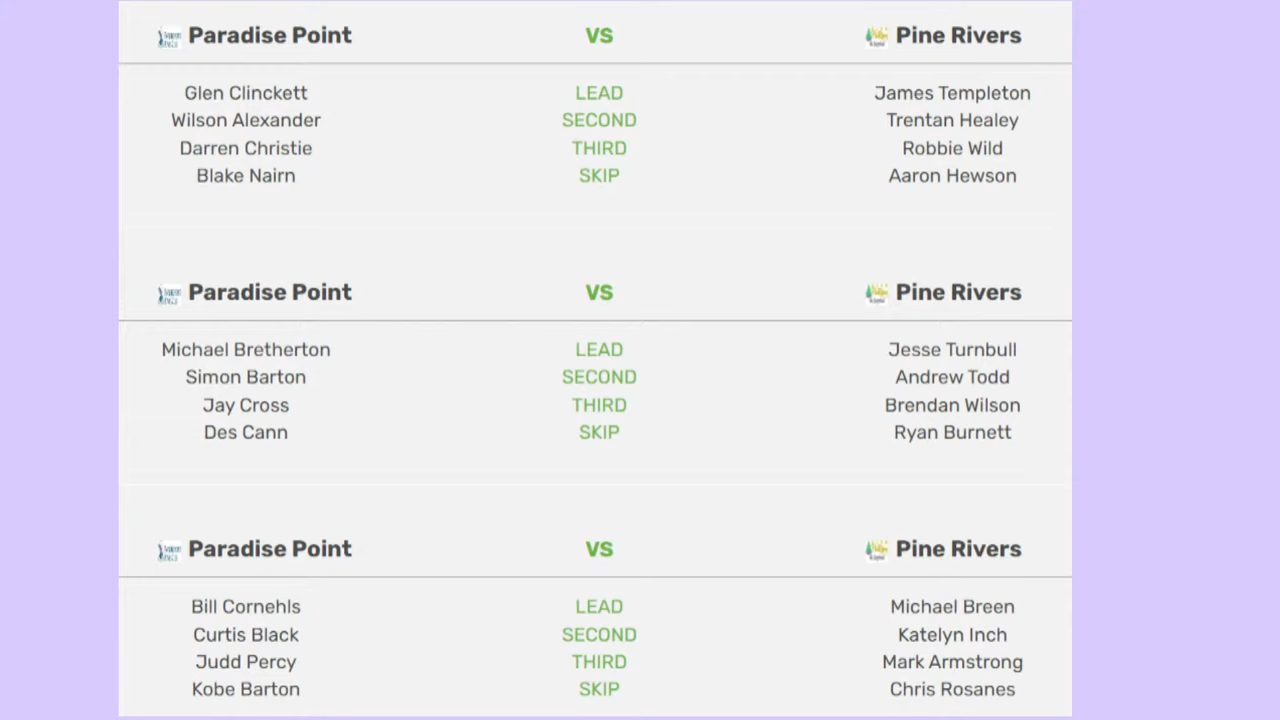 Paradise Point VS Pine Rivers
Glen Clinckett LEAD James Templeton
Wilson Alexander SECOND Trentan Healey
Darren Christie THIRD Robbie Wild
Blake Nairn SKIP Aaron Hewson
Paradise Point VS Pine Rivers
Michael Bretherton LEAD Jesse Turnbull
Simon Barton SECOND Andrew Todd
Jay Cross THIRD Brendan Wilson
Des Cann SKIP Ryan Burnett
Paradise Point VS Pine Rivers
Bill Cornehls LEAD Michael Breen
Curtis Black SECOND Katelyn Inch
Judd Percy THIRD Mark Armstrong
Kobe Barton SKIP Chris Rosanes